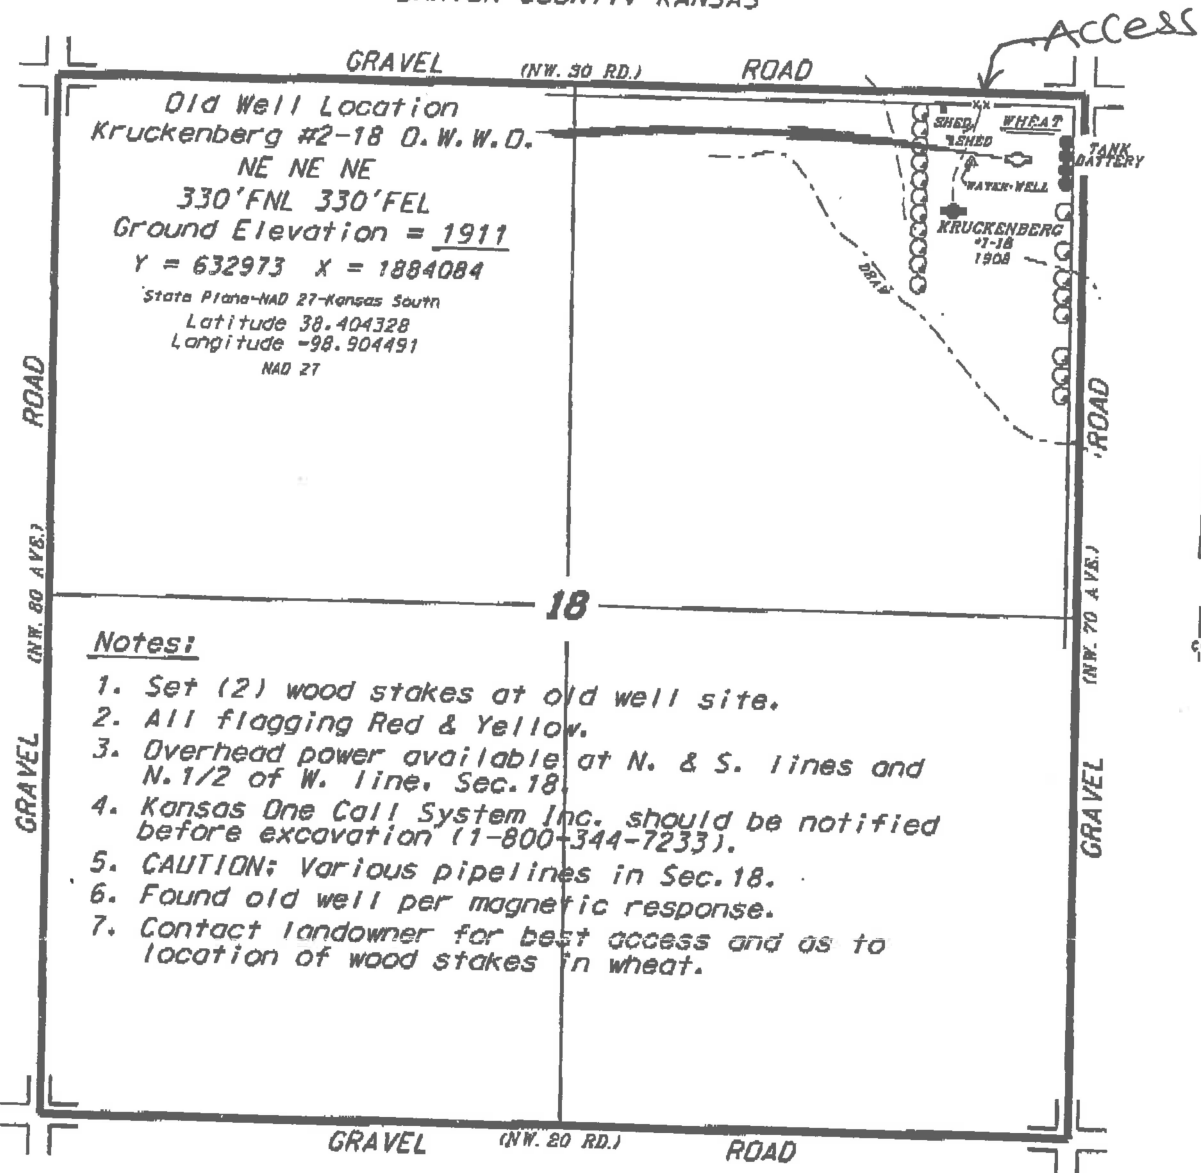 Access
GRAVEL (NW. 30 RD.) ROAD
Old Well Location
Kruckenberg #2-18 O.W.W.O.
NE NE NE
330'FNL 330'FEL
Ground Elevation = 1911
Y = 632973 X = 1884084
State Plane-NAD 27-Kansas South
Latitude 38.404328
Longitude -98.904491
NAD 27
SHED
WHEAT
SHED
TANK
BATTERY
WATER WELL
KRUCKENBERG
#1-18
1908
DRAW
ROAD
ROAD
(NW. 80 AVE.)
(NW. 70 AVE.)
GRAVEL
GRAVEL
18
Notes:
1. Set (2) wood stakes at old well site.
2. All flagging Red & Yellow.
3. Overhead power available at N. & S. lines and
N.1/2 of W. line, Sec.18.
4. Kansas One Call System Inc. should be notified
before excavation (1-800-344-7233).
5. CAUTION: Various pipelines in Sec.18.
6. Found old well per magnetic response.
7. Contact landowner for best access and as to
location of wood stakes in wheat.
GRAVEL (NW. 20 RD.) ROAD